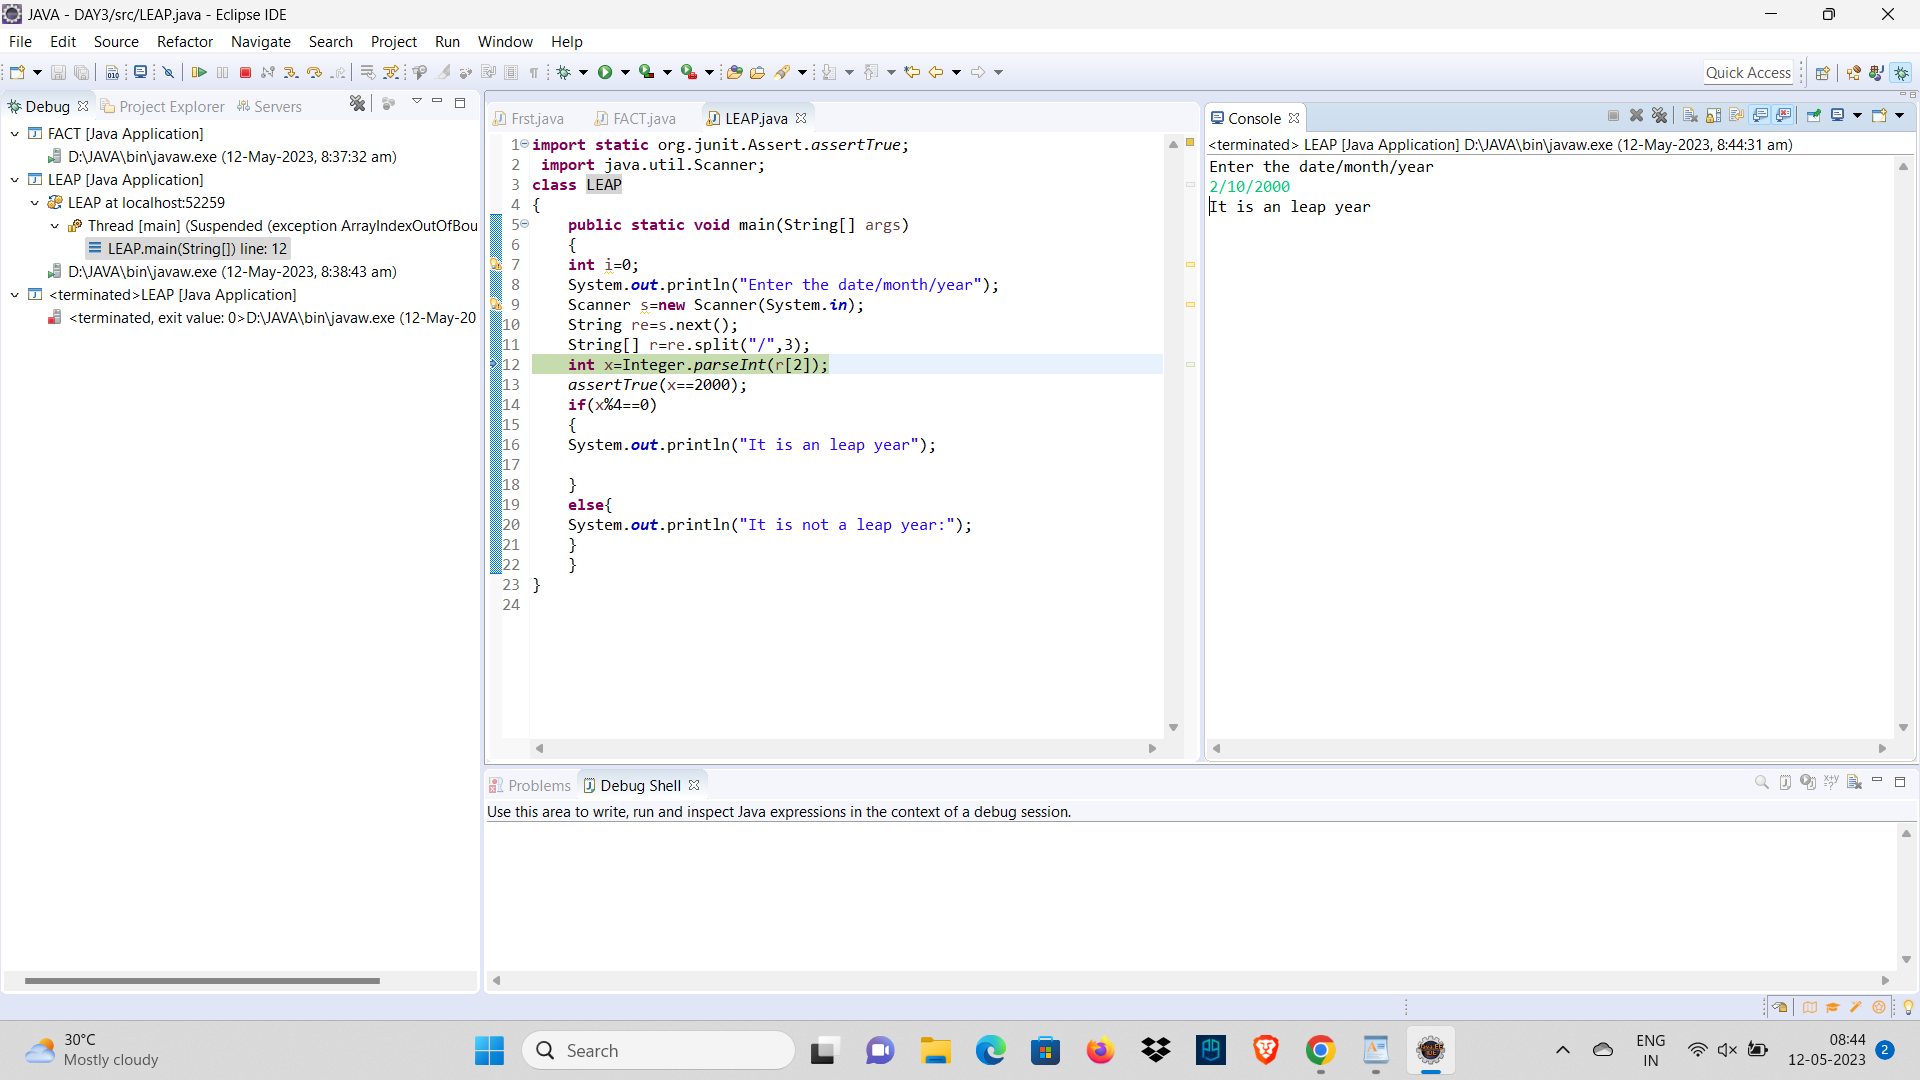 JAVA - DAY3/src/LEAP.java - Eclipse IDE
File Edit Source Refactor Navigate Search Project Run Window Help
Quick Access
Debug Project Explorer Servers
FACT [Java Application]
D:\JAVA\bin\javaw.exe (12-May-2023, 8:37:32 am)
LEAP [Java Application]
LEAP at localhost:52259
Thread [main] (Suspended (exception ArrayIndexOutOfBou
LEAP.main(String[]) line: 12
D:\JAVA\bin\javaw.exe (12-May-2023, 8:38:43 am)
<terminated>LEAP [Java Application]
<terminated, exit value: 0>D:\JAVA\bin\javaw.exe (12-May-20
Frst.java FACT.java LEAP.java
1 import static org.junit.Assert.assertTrue;
2 import java.util.Scanner;
3 class LEAP
4 {
5 public static void main(String[] args)
6 {
7 int i=0;
8 System.out.println("Enter the date/month/year");
9 Scanner s=new Scanner(System.in);
10 String re=s.next();
11 String[] r=re.split("/",3);
12 int x=Integer.parseInt(r[2]);
13 assertTrue(x==2000);
14 if(x%4==0)
15 {
16 System.out.println("It is an leap year");
17
18 }
19 else{
20 System.out.println("It is not a leap year:");
21 }
22 }
23 }
24
Console
<terminated> LEAP [Java Application] D:\JAVA\bin\javaw.exe (12-May-2023, 8:44:31 am)
Enter the date/month/year
2/10/2000
It is an leap year
Problems Debug Shell
Use this area to write, run and inspect Java expressions in the context of a debug session.
30°C
Mostly cloudy
Search
ENG
IN
08:44
12-05-2023
2